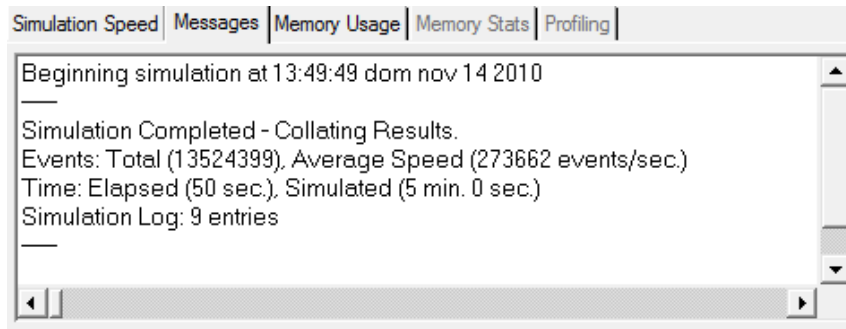 Simulation Speed Messages Memory Usage Memory Stats Profiling
Beginning simulation at 13:49:49 dom nov 14 2010
----
Simulation Completed - Collating Results.
Events: Total (13524399), Average Speed (273662 events/sec.)
Time: Elapsed (50 sec.), Simulated (5 min. 0 sec.)
Simulation Log: 9 entries
----